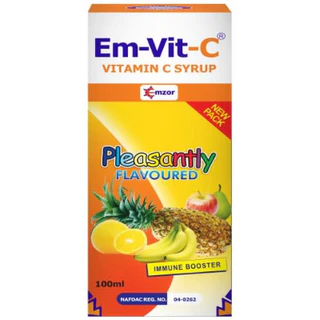 Em-Vit-C®
VITAMIN C SYRUP
Emzor
NEW
PACK
Pleasantly
FLAVOURED
IMMUNE BOOSTER
100ml
NAFDAC REG. NO. 04-0262